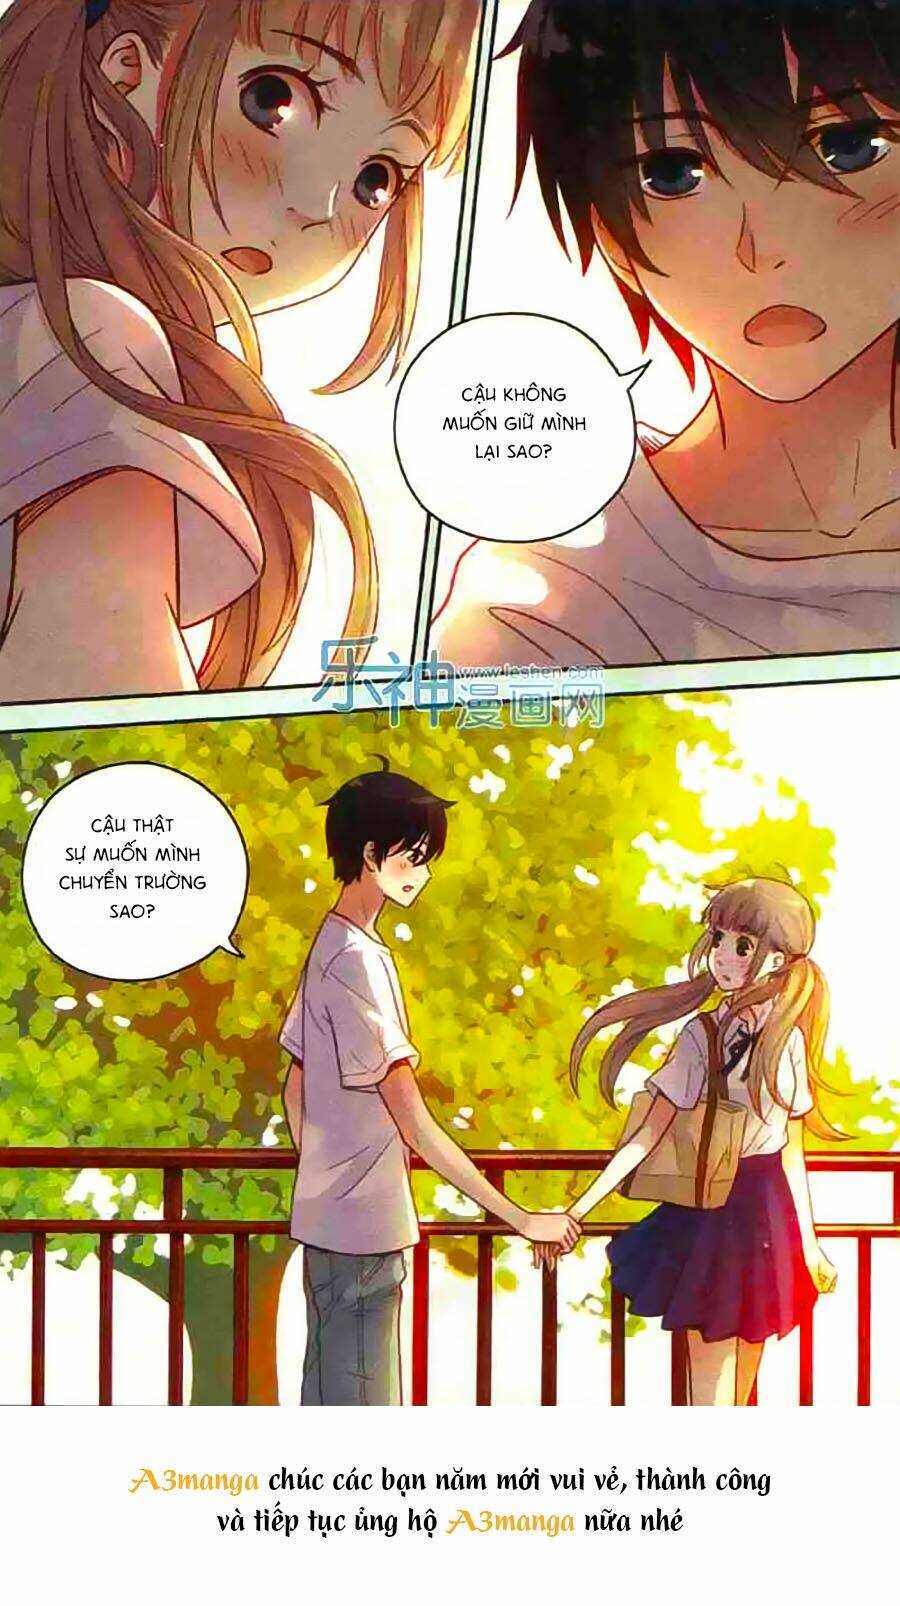 CẬU KHÔNG
MUỐN GIỮ MÌNH
LẠI SAO?
乐神漫画网
www.leshen.com
CẬU THẬT
SỰ MUỐN MÌNH
CHUYỂN TRƯỜNG
SAO?
A3manga chúc các bạn năm mới vui vẻ, thành công
và tiếp tục ủng hộ A3manga nữa nhé